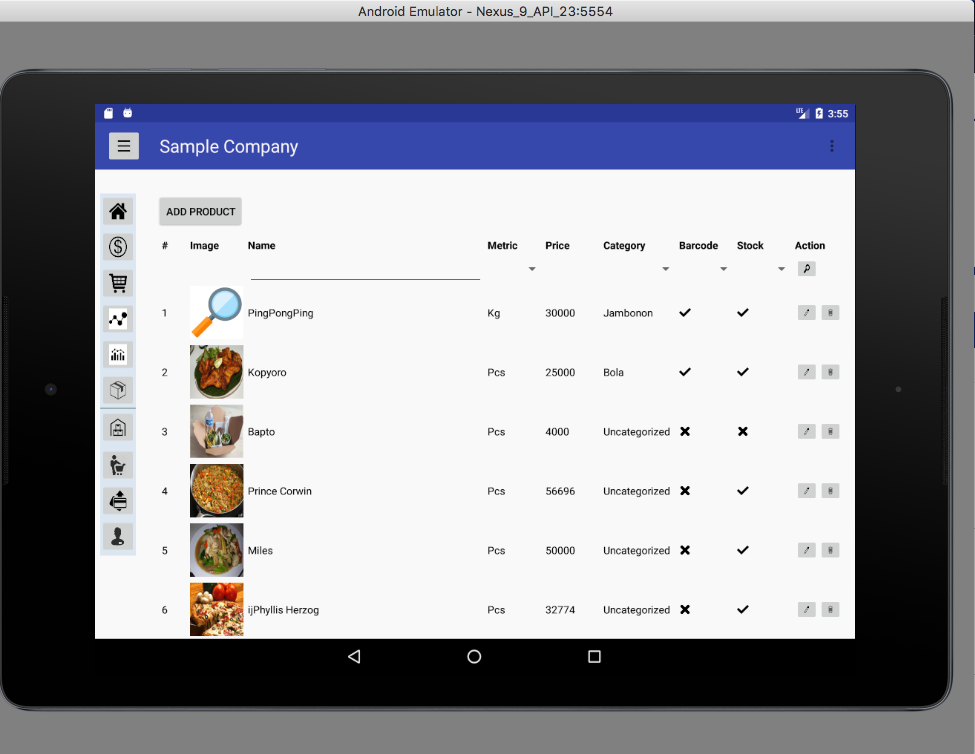 Android Emulator - Nexus_9_API_23:5554
LTE 3:55
Sample Company
ADD PRODUCT
# Image Name Metric Price Category Barcode Stock Action
1 PingPongPing Kg 30000 Jambonon
2 Kopyoro Pcs 25000 Bola
3 Bapto Pcs 4000 Uncategorized
4 Prince Corwin Pcs 56696 Uncategorized
5 Miles Pcs 50000 Uncategorized
6 ijPhyllis Herzog Pcs 32774 Uncategorized